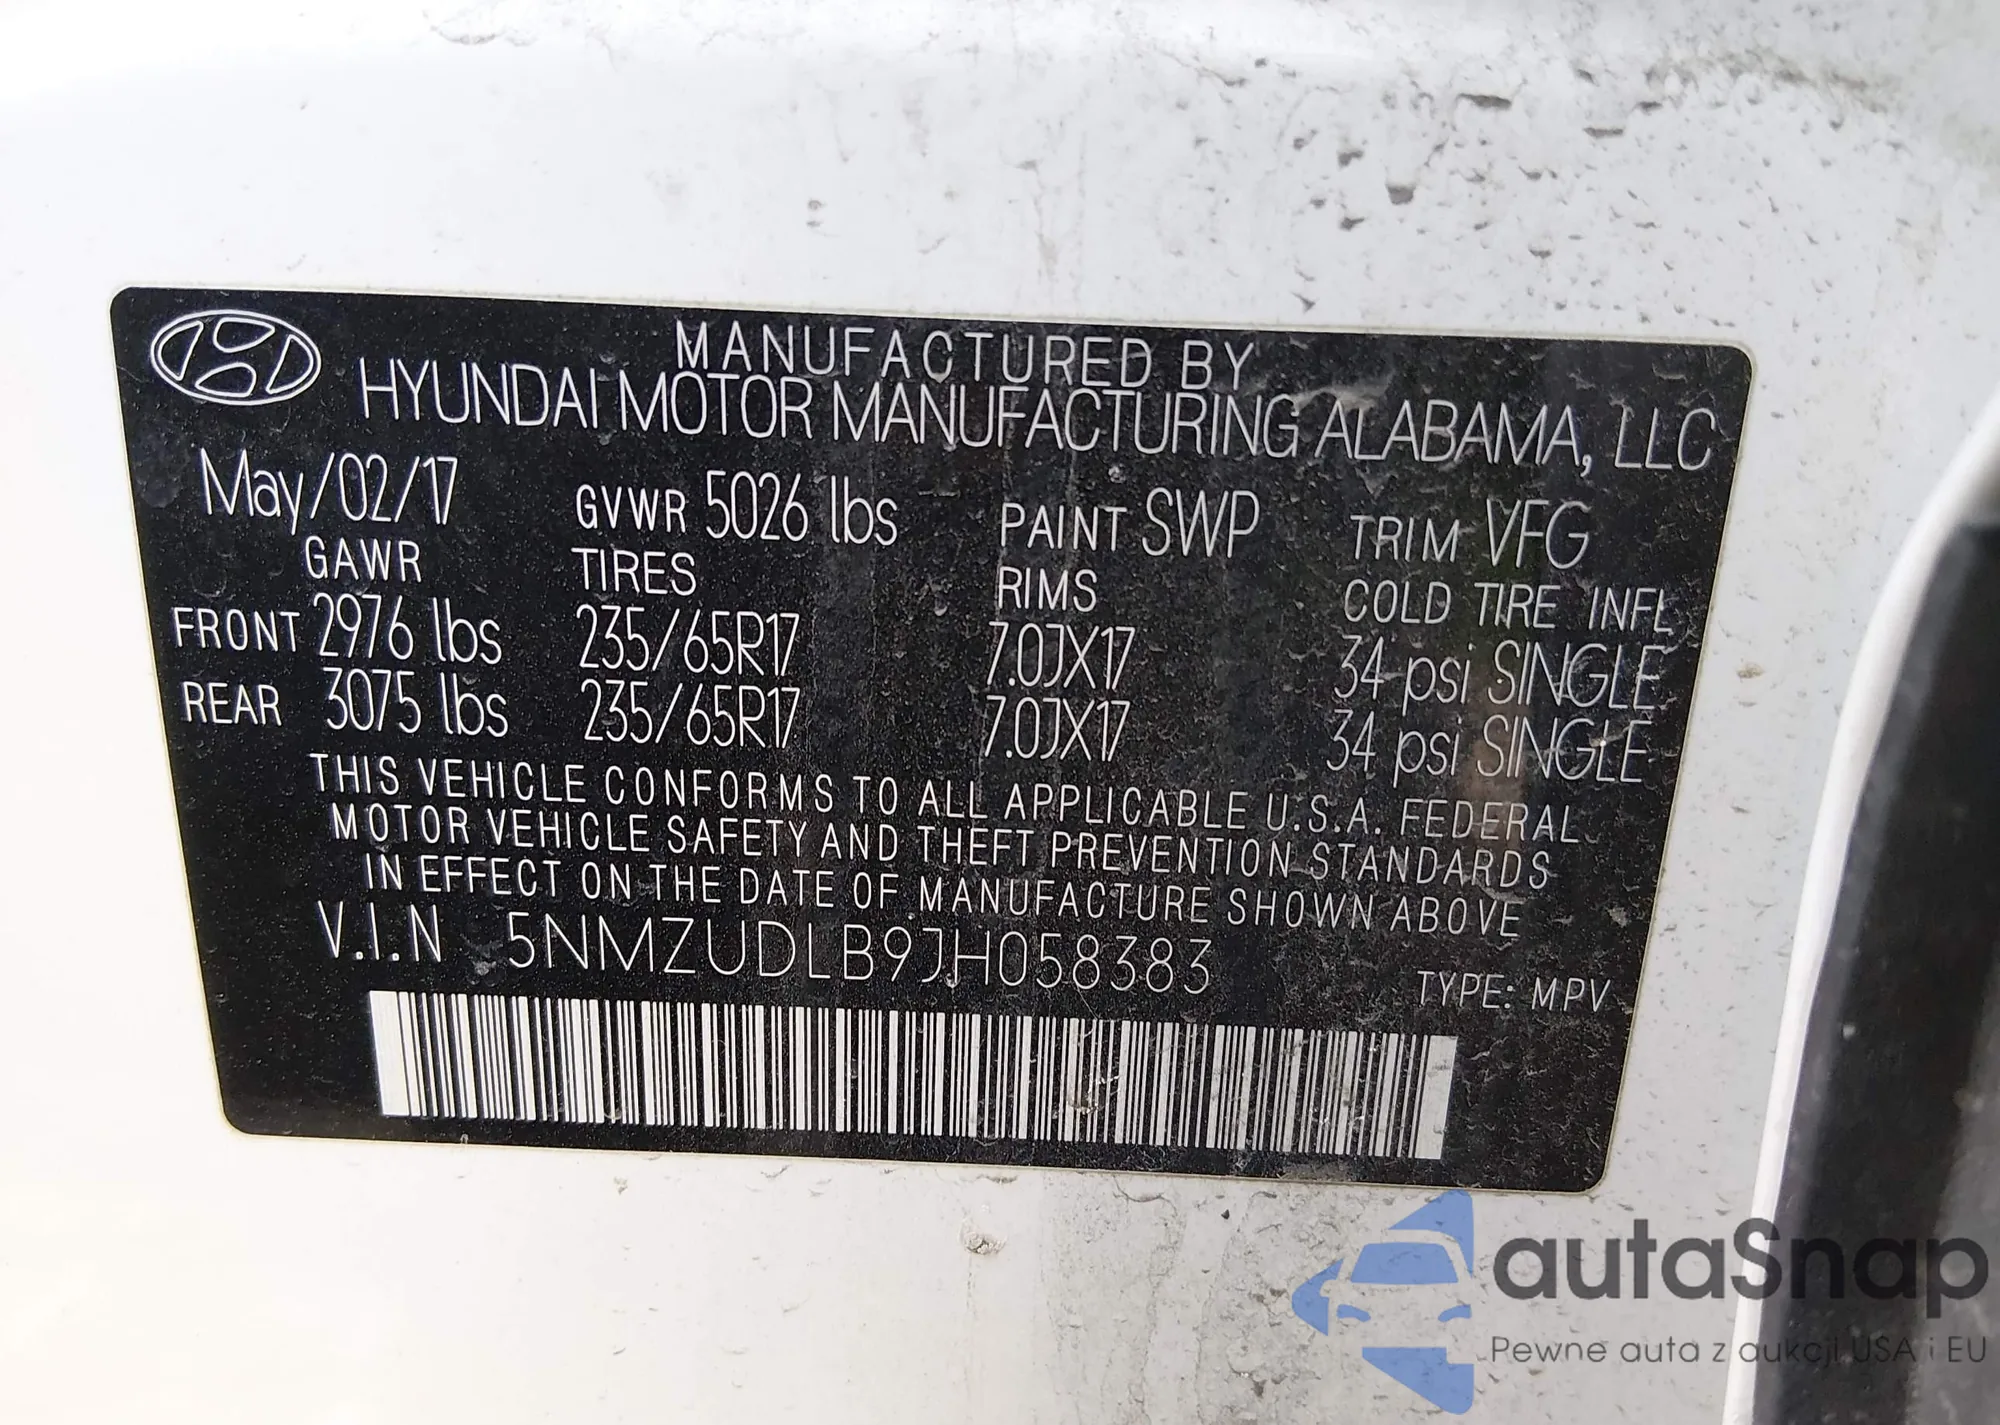 MANUFACTURED BY
HYUNDAI MOTOR MANUFACTURING ALABAMA, LLC
May/02/17 GVWR 5026 lbs PAINT SWP TRIM VFG
GAWR TIRES RIMS COLD TIRE INFL
FRONT 2976 lbs 235/65R17 7.0JX17 34 psi SINGLE
REAR 3075 lbs 235/65R17 7.0JX17 34 psi SINGLE
THIS VEHICLE CONFORMS TO ALL APPLICABLE U.S.A. FEDERAL
MOTOR VEHICLE SAFETY AND THEFT PREVENTION STANDARDS
IN EFFECT ON THE DATE OF MANUFACTURE SHOWN ABOVE
V.I.N 5NMZUDLB9JH058383
TYPE: MPV
autaSnap
Pewne auta z aukcji USA i EU